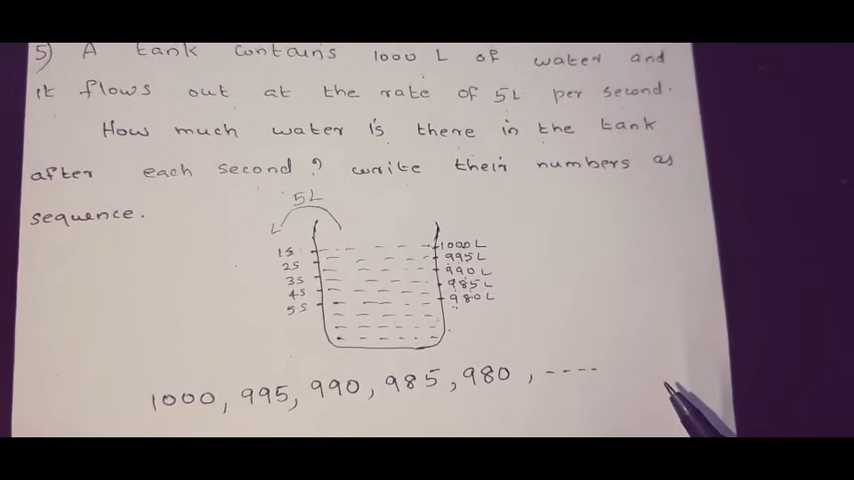 5) A tank contains 1000 L of water and
it flows out at the rate of 5L per second.
How much water is there in the tank
after each second? write their numbers as
sequence.
5L
1S 1000 L
2S 995 L
3S 990 L
4S 985 L
5S 980 L
1000, 995, 990, 985, 980, ----